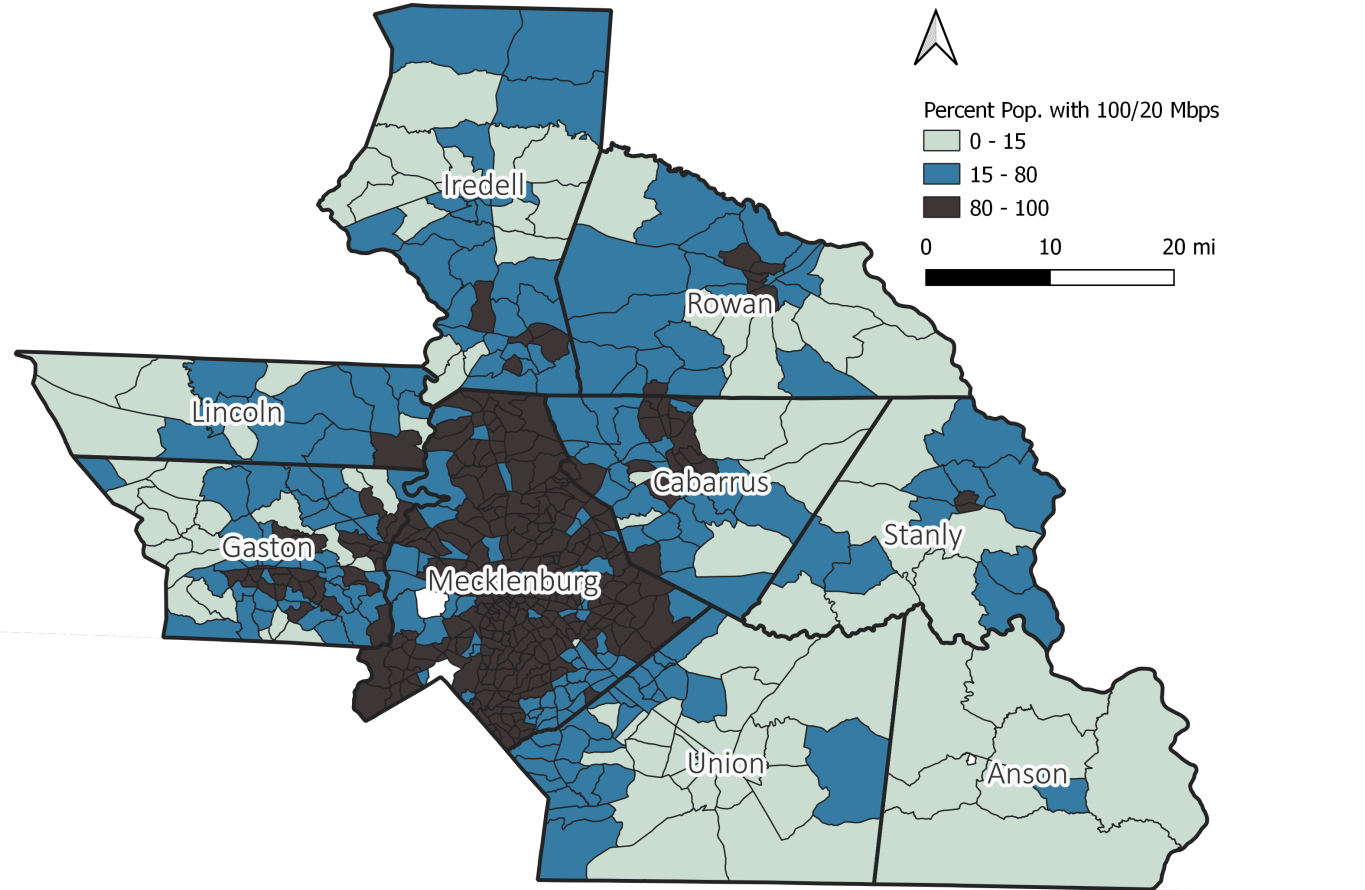 Percent Pop. with 100/20 Mbps
0 - 15
15 - 80
80 - 100
0 10 20 mi
Iredell
Rowan
Lincoln
Cabarrus
Stanly
Gaston
Mecklenburg
Union
Anson